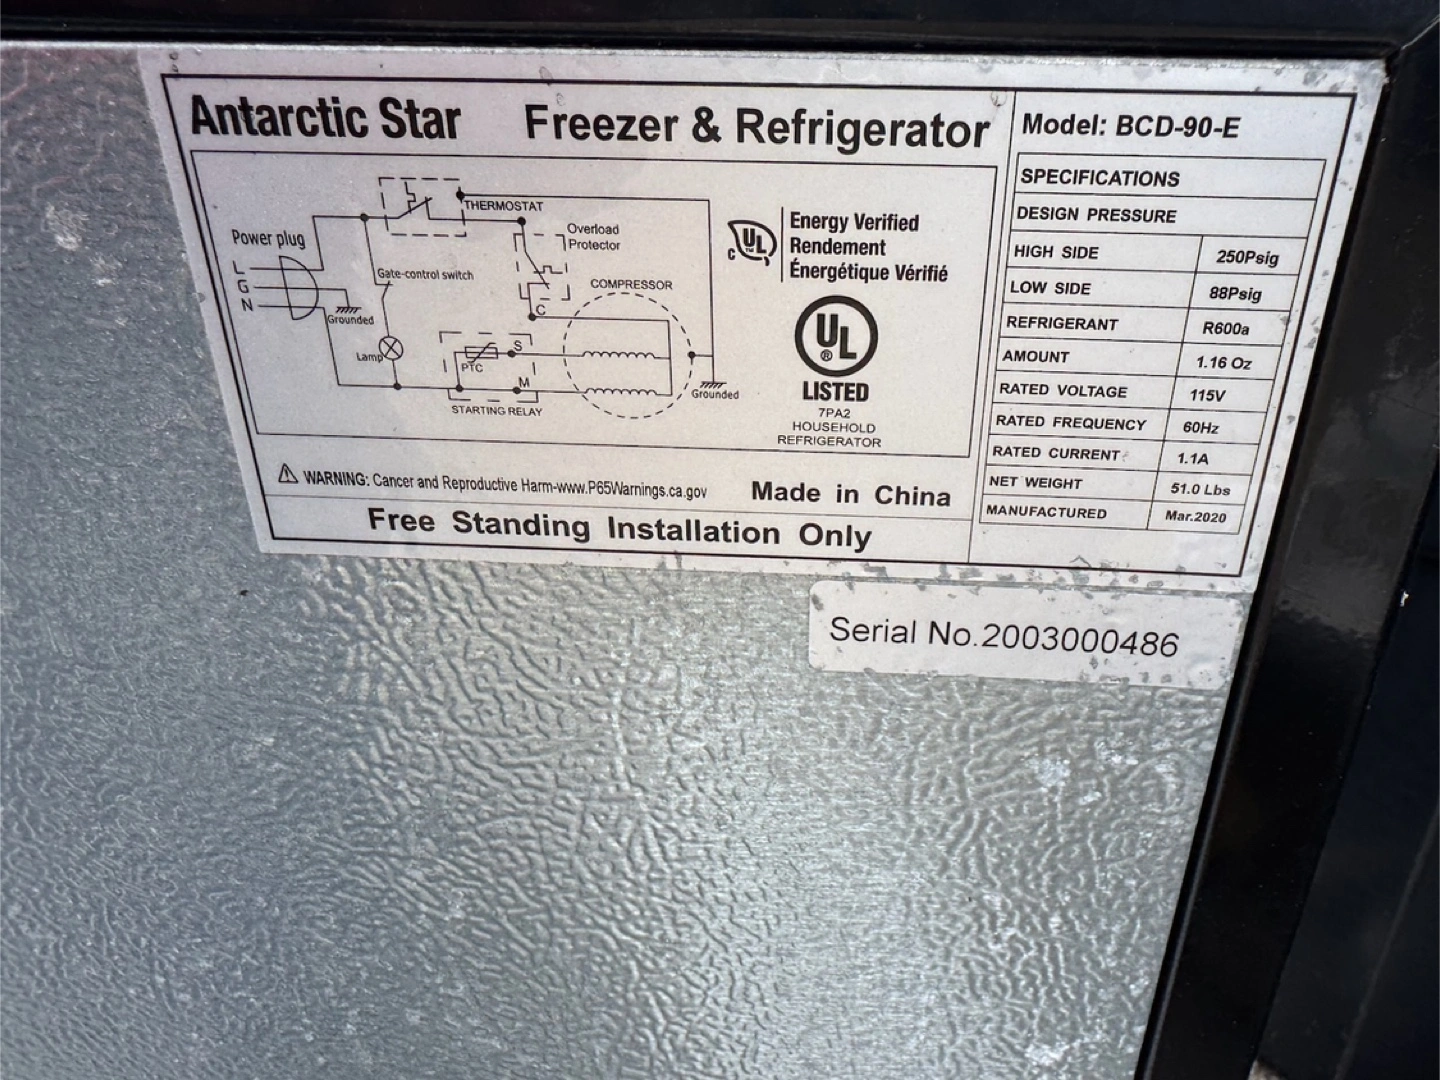 Antarctic Star Freezer & Refrigerator
Power plug
L
G
N
Grounded
THERMOSTAT
Gate-control switch
Lamp
Overload
Protector
COMPRESSOR
C
S
PTC
M
STARTING RELAY
Grounded
C UL TM
Energy Verified
Rendement
Énergétique Vérifié
UL ®
LISTED
7PA2
HOUSEHOLD
REFRIGERATOR
WARNING: Cancer and Reproductive Harm-www.P65Warnings.ca.gov
Made in China
Free Standing Installation Only
Model: BCD-90-E
SPECIFICATIONS
DESIGN PRESSURE
HIGH SIDE 250Psig
LOW SIDE 88Psig
REFRIGERANT R600a
AMOUNT 1.16 Oz
RATED VOLTAGE 115V
RATED FREQUENCY 60Hz
RATED CURRENT 1.1A
NET WEIGHT 51.0 Lbs
MANUFACTURED Mar.2020
Serial No.2003000486